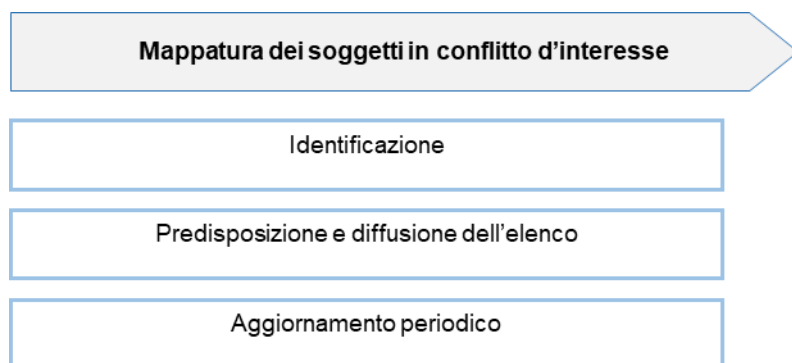 Mappatura dei soggetti in conflitto d’interesse
Identificazione
Predisposizione e diffusione dell’elenco
Aggiornamento periodico